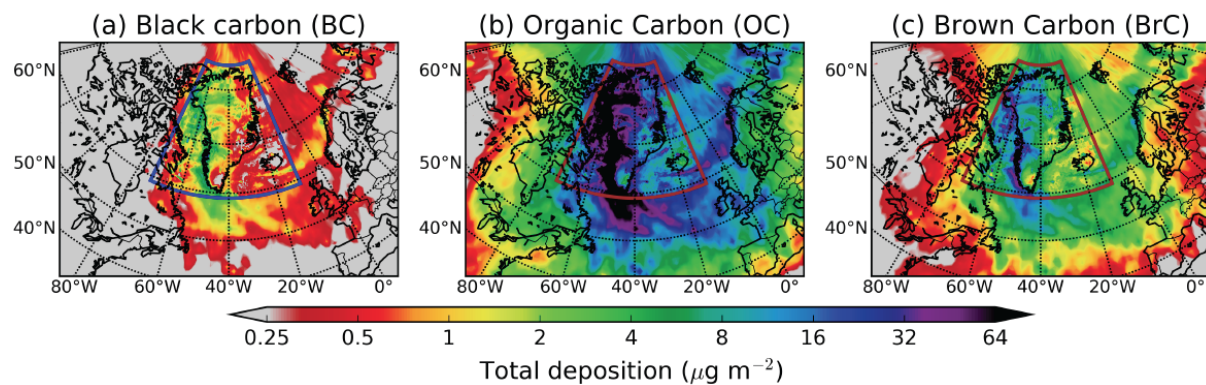 (a) Black carbon (BC) (b) Organic Carbon (OC) (c) Brown Carbon (BrC)
60°N 60°N 60°N
50°N 50°N 50°N
40°N 40°N 40°N
80°W 60°W 40°W 20°W 0° 80°W 60°W 40°W 20°W 0° 80°W 60°W 40°W 20°W 0°
0.25 0.5 1 2 4 8 16 32 64
Total deposition (μg m⁻²)